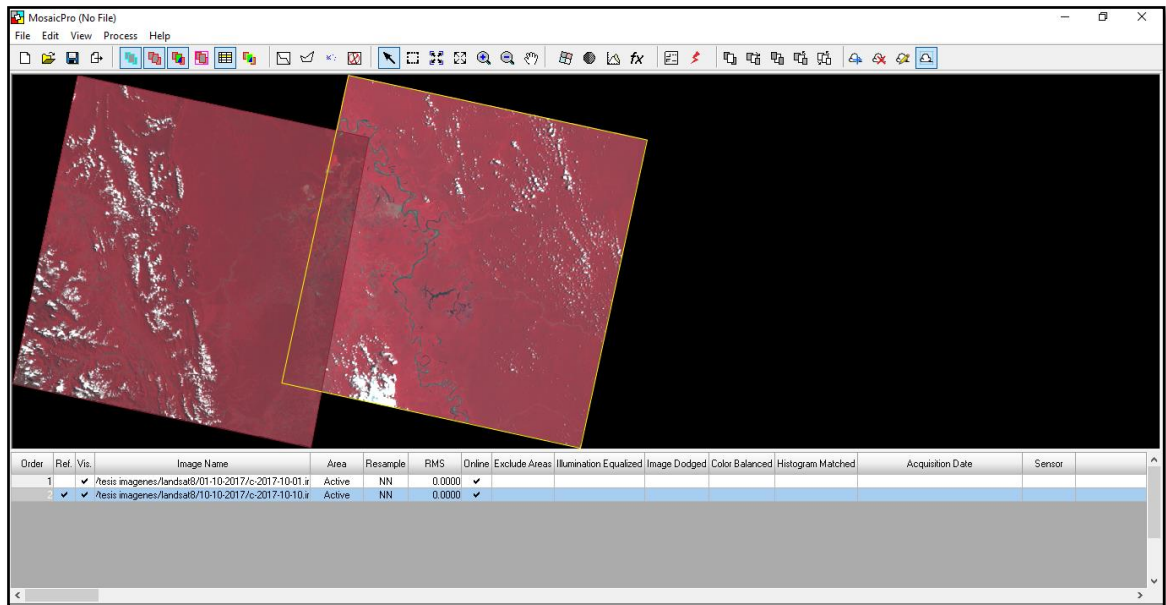 MosaicPro (No File)
File Edit View Process Help
fx
Order Ref. Vis. Image Name Area Resample RMS Online Exclude Areas Illumination Equalized Image Dodged Color Balanced Histogram Matched Acquisition Date Sensor
1 /tesis imagenes/landsat8/01-10-2017/c-2017-10-01.ir Active NN 0.0000
2 /tesis imagenes/landsat8/10-10-2017/c-2017-10-10.ir Active NN 0.0000